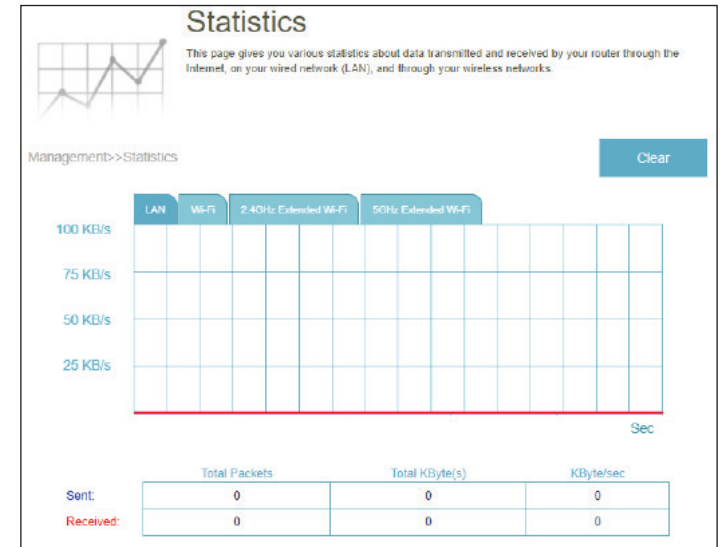 Statistics
This page gives you various statistics about data transmitted and received by your router through the
Internet, on your wired network (LAN), and through your wireless networks.
Management>>Statistics
Clear
LAN Wi-Fi 2.4GHz Extended Wi-Fi 5GHz Extended Wi-Fi
100 KB/s
75 KB/s
50 KB/s
25 KB/s
Sec
Total Packets Total KByte(s) KByte/sec
Sent: 0 0 0
Received: 0 0 0